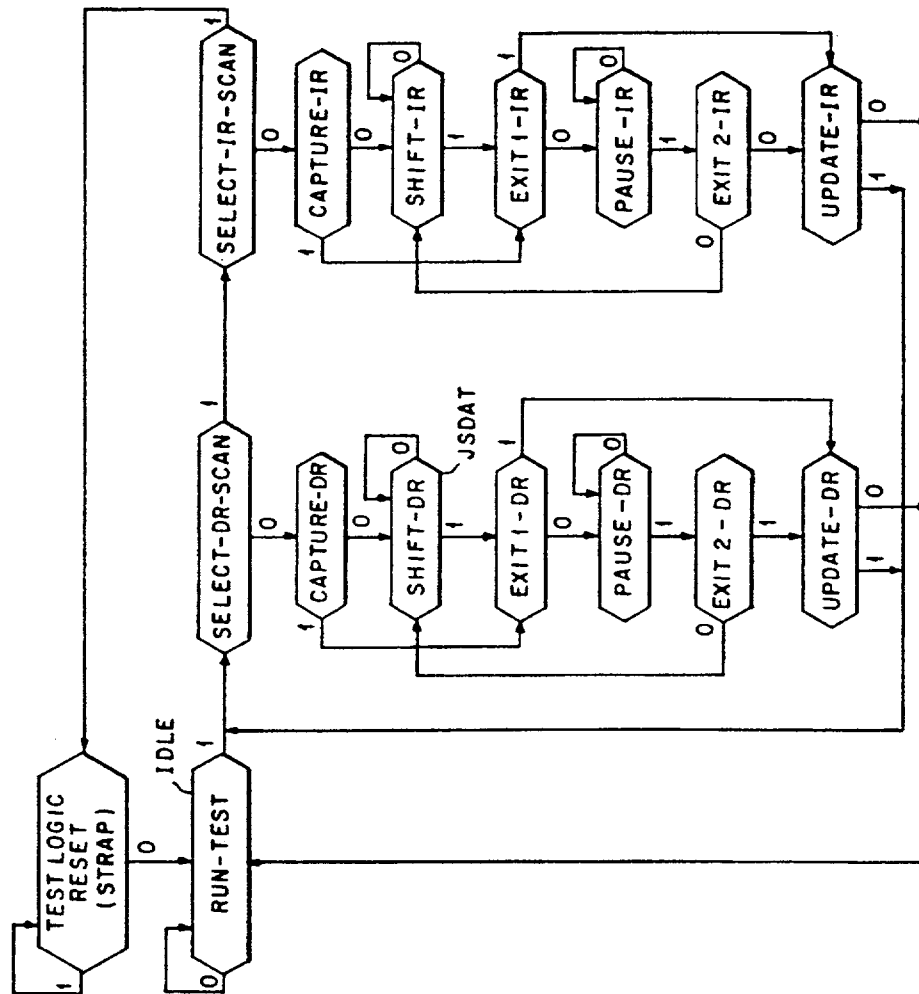 TEST LOGIC
RESET
(STRAP)
1
0
IDLE
RUN-TEST
0
1
SELECT-DR-SCAN
1
0
CAPTURE-DR
1
0
SHIFT-DR
0
JSDAT
1
EXIT 1-DR
1
0
PAUSE-DR
0
1
EXIT 2-DR
0
1
UPDATE-DR
1
0
SELECT-IR-SCAN
1
0
CAPTURE-IR
1
0
SHIFT-IR
0
1
EXIT 1-IR
1
0
PAUSE-IR
0
1
EXIT 2-IR
0
0
UPDATE-IR
1
0